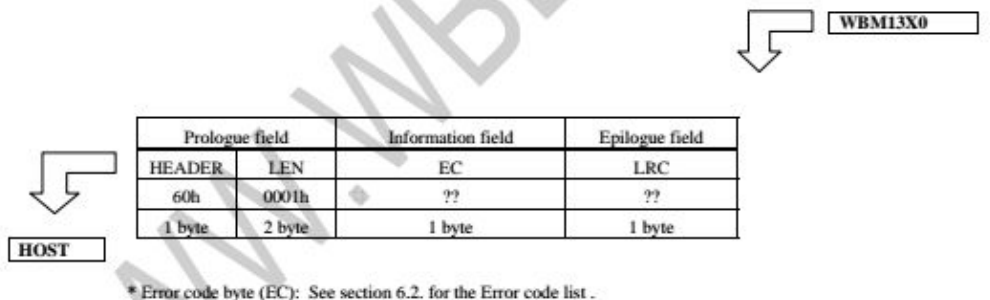 WBM13X0
Prologue field Information field Epilogue field
HEADER LEN EC LRC
60h 0001h ?? ??
1 byte 2 byte 1 byte 1 byte
HOST
* Error code byte (EC): See section 6.2. for the Error code list .